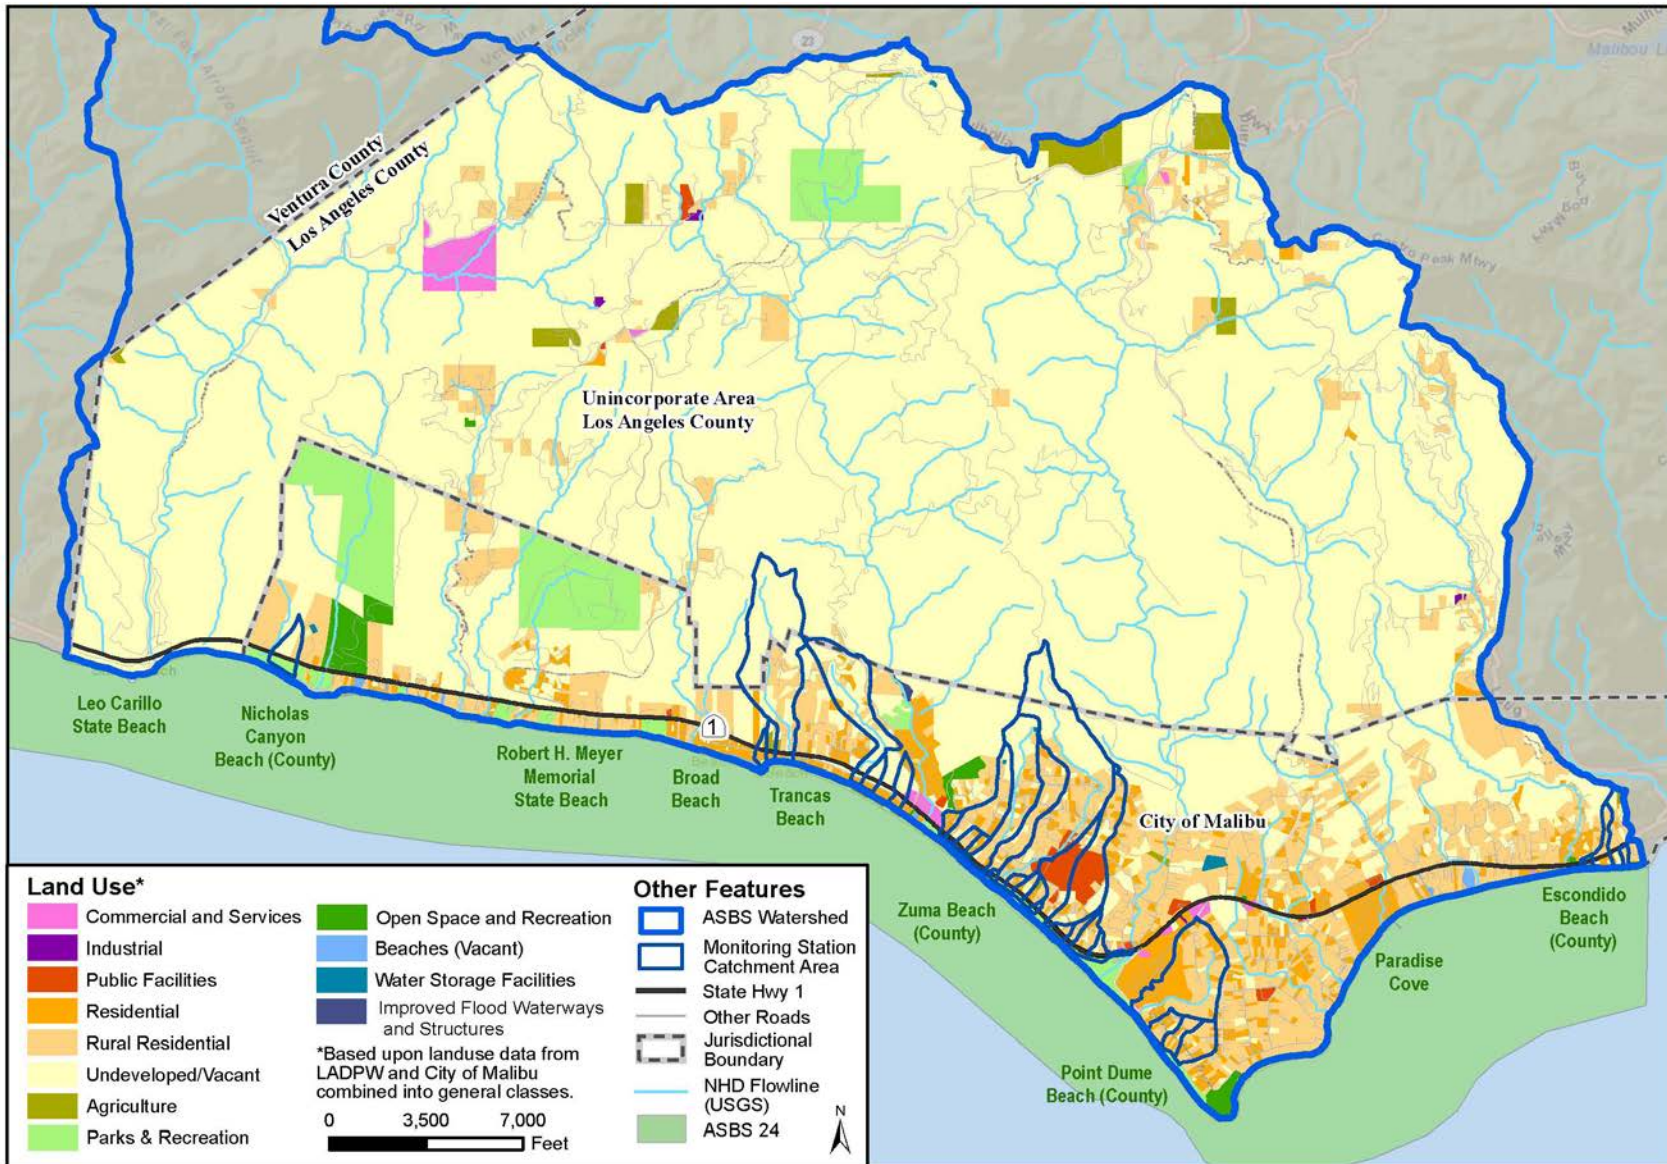 23
Ventura County
Los Angeles County
Unincorporate Area
Los Angeles County
1
City of Malibu
Leo Carillo
State Beach
Nicholas
Canyon
Beach (County)
Robert H. Meyer
Memorial
State Beach
Broad
Beach
Trancas
Beach
Zuma Beach
(County)
Point Dume
Beach (County)
Paradise
Cove
Escondido
Beach
(County)
Land Use*
Commercial and Services
Industrial
Public Facilities
Residential
Rural Residential
Undeveloped/Vacant
Agriculture
Parks & Recreation
Open Space and Recreation
Beaches (Vacant)
Water Storage Facilities
Improved Flood Waterways
and Structures
*Based upon landuse data from
LADPW and City of Malibu
combined into general classes.
0 3,500 7,000
Feet
Other Features
ASBS Watershed
Monitoring Station
Catchment Area
State Hwy 1
Other Roads
Jurisdictional
Boundary
NHD Flowline
(USGS)
ASBS 24
N